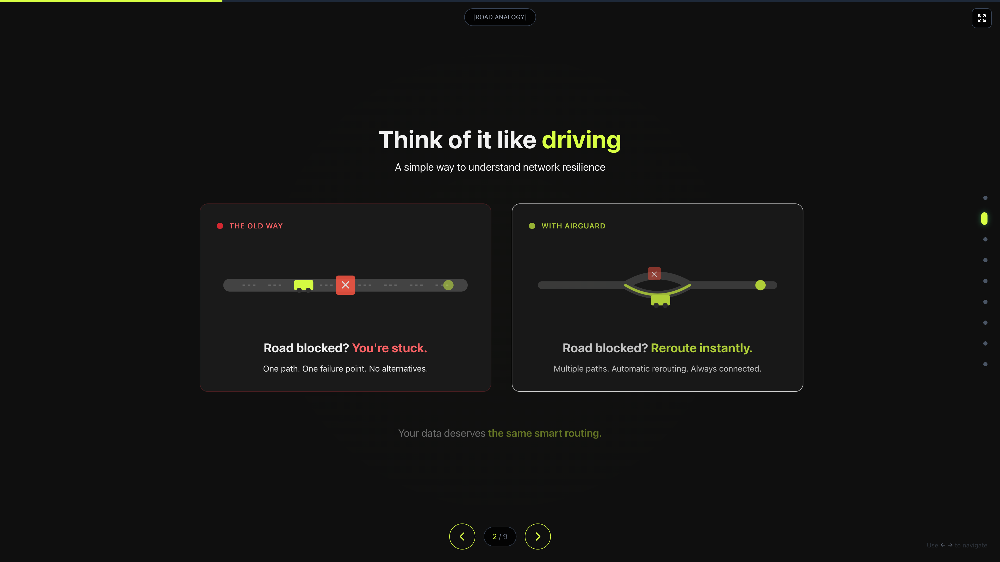 [ROAD ANALOGY]
Think of it like driving
A simple way to understand network resilience
THE OLD WAY
Road blocked? You're stuck.
One path. One failure point. No alternatives.
WITH AIRGUARD
Road blocked? Reroute instantly.
Multiple paths. Automatic rerouting. Always connected.
Your data deserves the same smart routing.
2 / 9
Use ← → to navigate